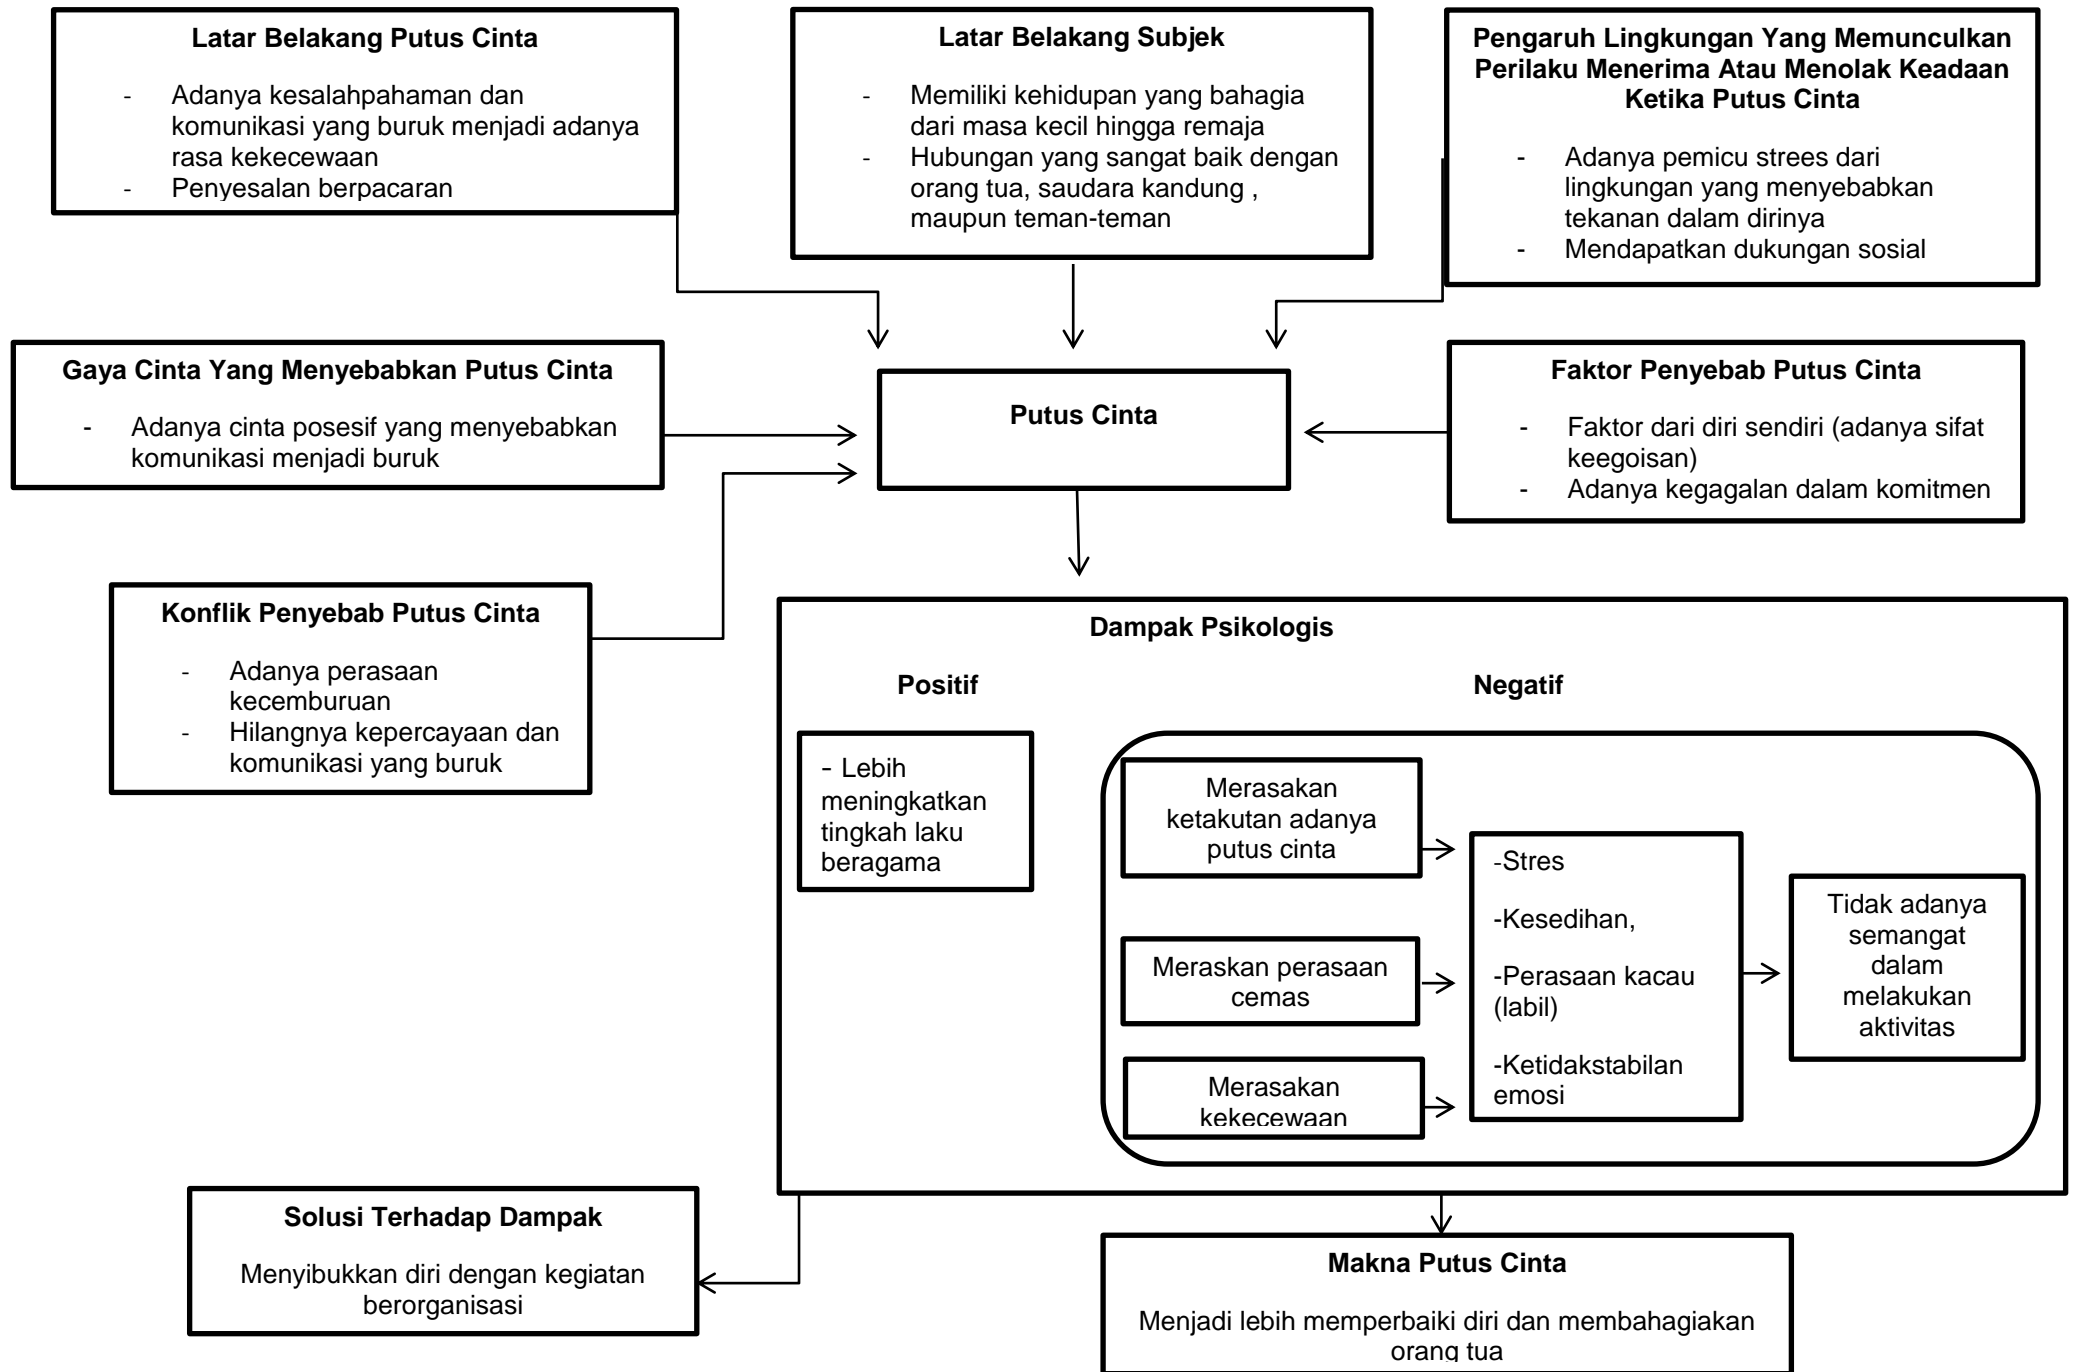 Latar Belakang Putus Cinta
- Adanya kesalahpahaman dan
komunikasi yang buruk menjadi adanya
rasa kekecewaan
- Penyesalan berpacaran
Latar Belakang Subjek
- Memiliki kehidupan yang bahagia
dari masa kecil hingga remaja
- Hubungan yang sangat baik dengan
orang tua, saudara kandung ,
maupun teman-teman
Pengaruh Lingkungan Yang Memunculkan
Perilaku Menerima Atau Menolak Keadaan
Ketika Putus Cinta
- Adanya pemicu strees dari
lingkungan yang menyebabkan
tekanan dalam dirinya
- Mendapatkan dukungan sosial
Gaya Cinta Yang Menyebabkan Putus Cinta
- Adanya cinta posesif yang menyebabkan
komunikasi menjadi buruk
Putus Cinta
Faktor Penyebab Putus Cinta
- Faktor dari diri sendiri (adanya sifat
keegoisan)
- Adanya kegagalan dalam komitmen
Konflik Penyebab Putus Cinta
- Adanya perasaan
kecemburuan
- Hilangnya kepercayaan dan
komunikasi yang buruk
Dampak Psikologis
Positif
Negatif
- Lebih
meningkatkan
tingkah laku
beragama
Merasakan
ketakutan adanya
putus cinta
Meraskan perasaan
cemas
Merasakan
kekecewaan
-Stres
-Kesedihan,
-Perasaan kacau
(labil)
-Ketidakstabilan
emosi
Tidak adanya
semangat
dalam
melakukan
aktivitas
Solusi Terhadap Dampak
Menyibukkan diri dengan kegiatan
berorganisasi
Makna Putus Cinta
Menjadi lebih memperbaiki diri dan membahagiakan
orang tua